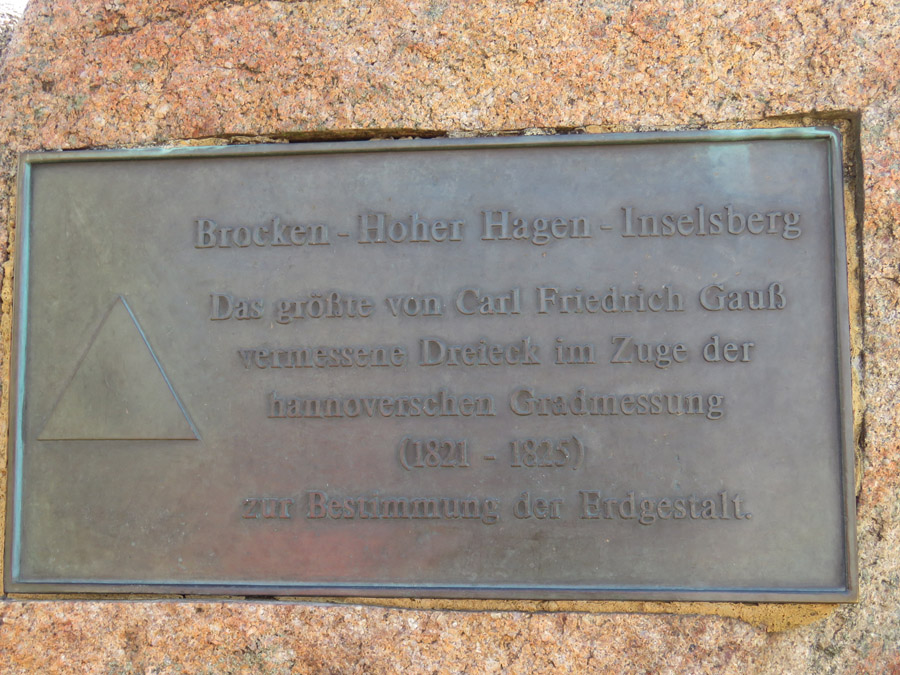 Brocken - Hoher Hagen - Inselsberg
Das größte von Carl Friedrich Gauß
vermessene Dreieck im Zuge der
hannoverschen Gradmessung
(1821 - 1825)
zur Bestimmung der Erdgestalt.